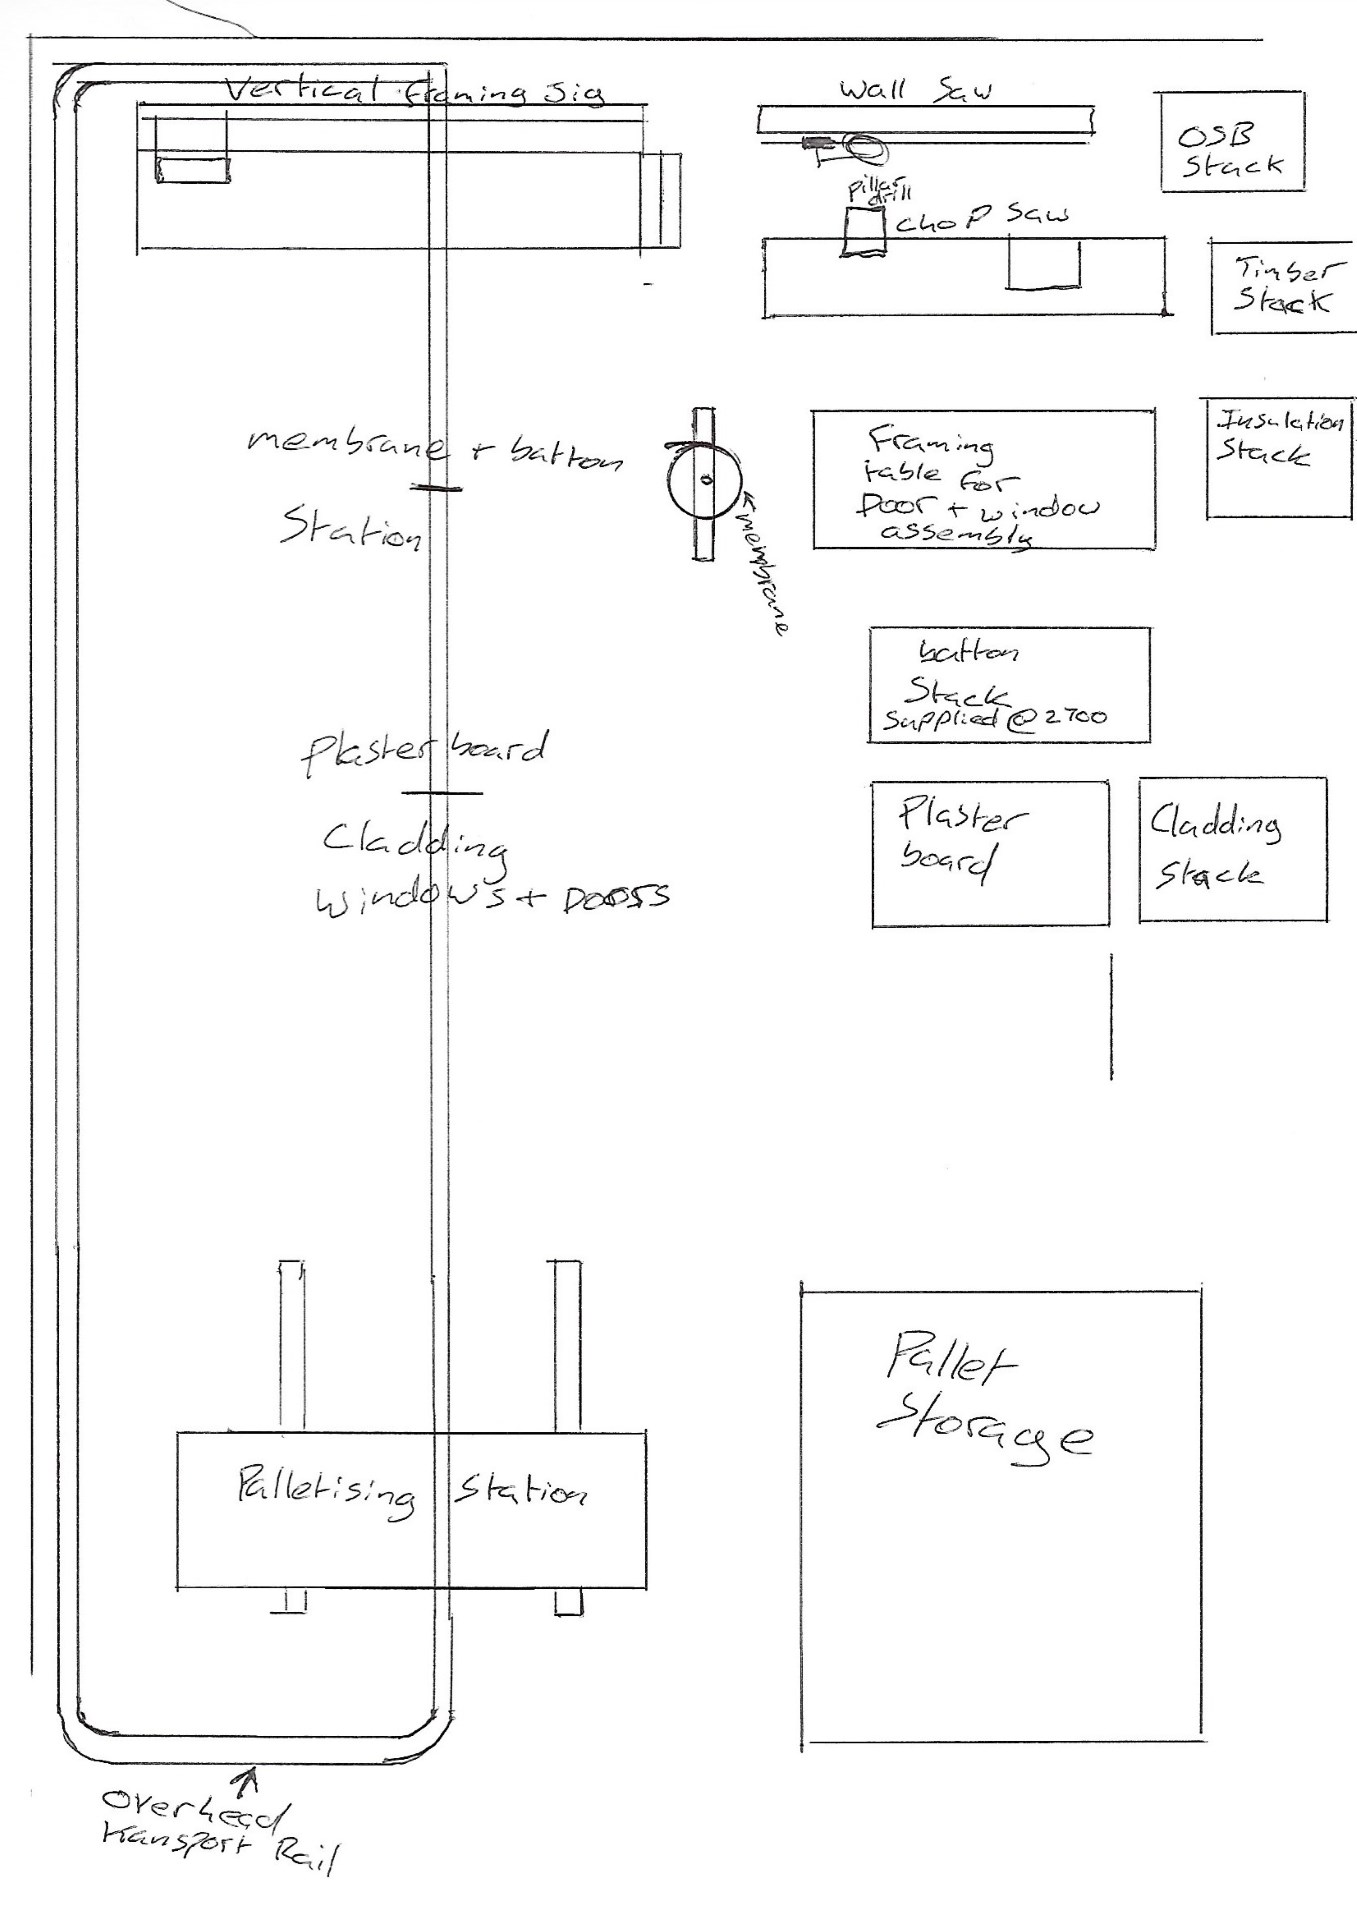 Vertical framing Jig
Wall Saw
OSB
Stack
pillar
drill
Chop Saw
Timber
Stack
membrane + batton
Station
membrane
Framing
table for
Door + window
assembly
Insulation
Stack
batton
Stack
Supplied @ 2700
Plaster board
Cladding
windows + Doors
Plaster
board
Cladding
Stack
Palletising Station
Pallet
Storage
Overhead
transport Rail